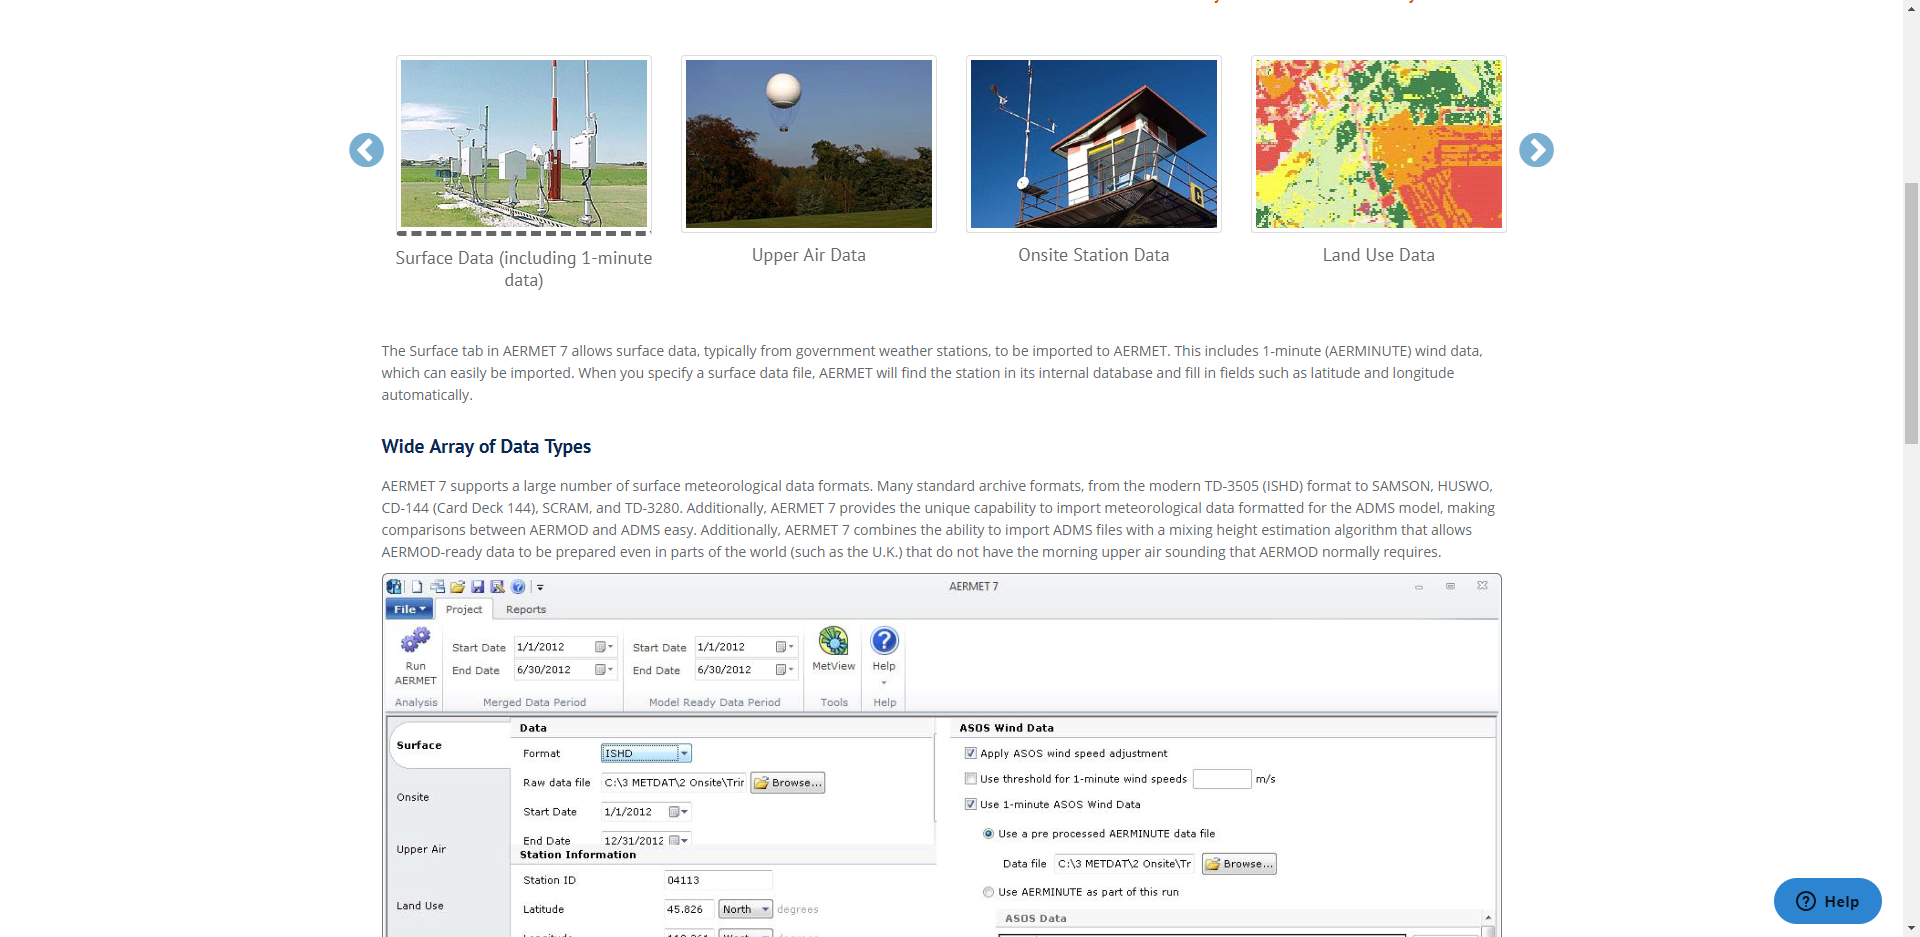 Surface Data (including 1-minute
data)
Upper Air Data
Onsite Station Data
Land Use Data
The Surface tab in AERMET 7 allows surface data, typically from government weather stations, to be imported to AERMET. This includes 1-minute (AERMINUTE) wind data,
which can easily be imported. When you specify a surface data file, AERMET will find the station in its internal database and fill in fields such as latitude and longitude
automatically.
Wide Array of Data Types
AERMET 7 supports a large number of surface meteorological data formats. Many standard archive formats, from the modern TD-3505 (ISHD) format to SAMSON, HUSWO,
CD-144 (Card Deck 144), SCRAM, and TD-3280. Additionally, AERMET 7 provides the unique capability to import meteorological data formatted for the ADMS model, making
comparisons between AERMOD and ADMS easy. Additionally, AERMET 7 combines the ability to import ADMS files with a mixing height estimation algorithm that allows
AERMOD-ready data to be prepared even in parts of the world (such as the U.K.) that do not have the morning upper air sounding that AERMOD normally requires.
AERMET 7
File Project Reports
Run
AERMET
Analysis
Start Date 1/1/2012
End Date 6/30/2012
Merged Data Period
Start Date 1/1/2012
End Date 6/30/2012
Model Ready Data Period
MetView
Tools
Help
Help
Surface
Onsite
Upper Air
Land Use
Data
Format ISHD
Raw data file C:\3 METDAT\2 Onsite\Trir Browse...
Start Date 1/1/2012
End Date 12/31/2012
Station Information
Station ID 04113
Latitude 45.826 North degrees
ASOS Wind Data
Apply ASOS wind speed adjustment
Use threshold for 1-minute wind speeds m/s
Use 1-minute ASOS Wind Data
Use a pre processed AERMINUTE data file
Data file C:\3 METDAT\2 Onsite\Tr Browse...
Use AERMINUTE as part of this run
ASOS Data
Help